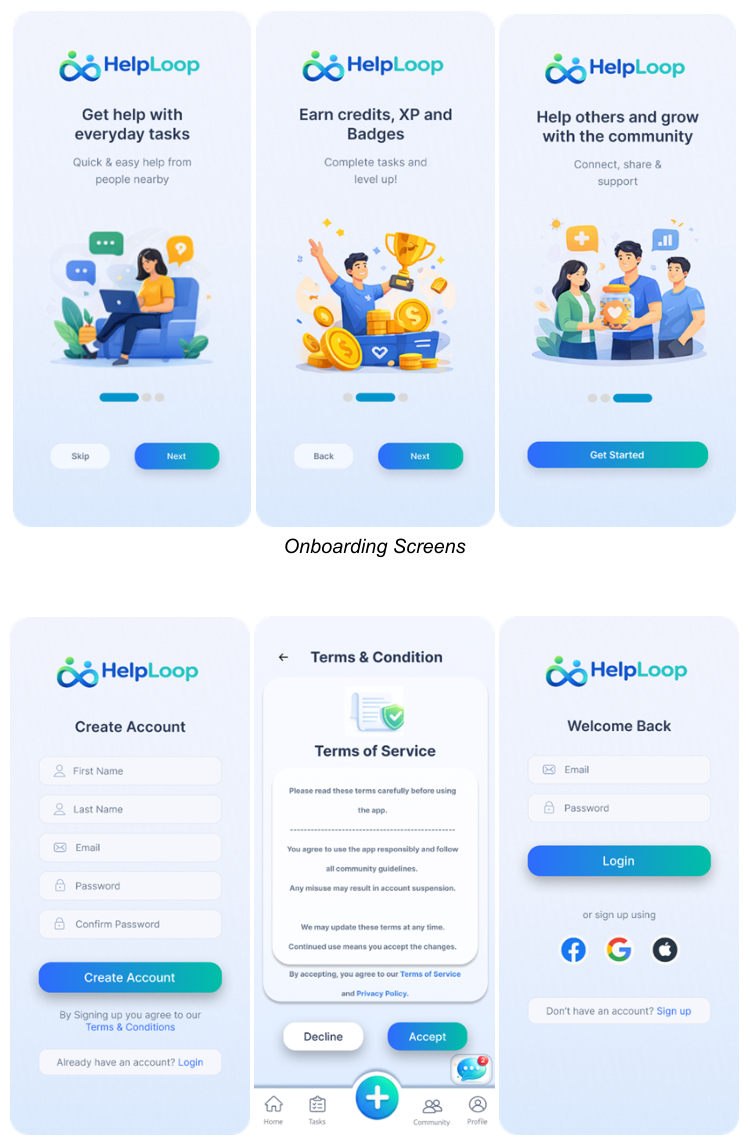 HelpLoop
Get help with
everyday tasks
Quick & easy help from
people nearby
Skip
Next
HelpLoop
Earn credits, XP and
Badges
Complete tasks and
level up!
Back
Next
HelpLoop
Help others and grow
with the community
Connect, share &
support
Get Started
Onboarding Screens
HelpLoop
Create Account
First Name
Last Name
Email
Password
Confirm Password
Create Account
By Signing up you agree to our
Terms & Conditions
Already have an account? Login
← Terms & Condition
Terms of Service
Please read these terms carefully before using
the app.
------------------------------------------------
You agree to use the app responsibly and follow
all community guidelines.
Any misuse may result in account suspension.
We may update these terms at any time.
Continued use means you accept the changes.
By accepting, you agree to our Terms of Service
and Privacy Policy.
Decline
Accept
2
Home
Tasks
Community
Profile
HelpLoop
Welcome Back
Email
Password
Login
or sign up using
Don't have an account? Sign up